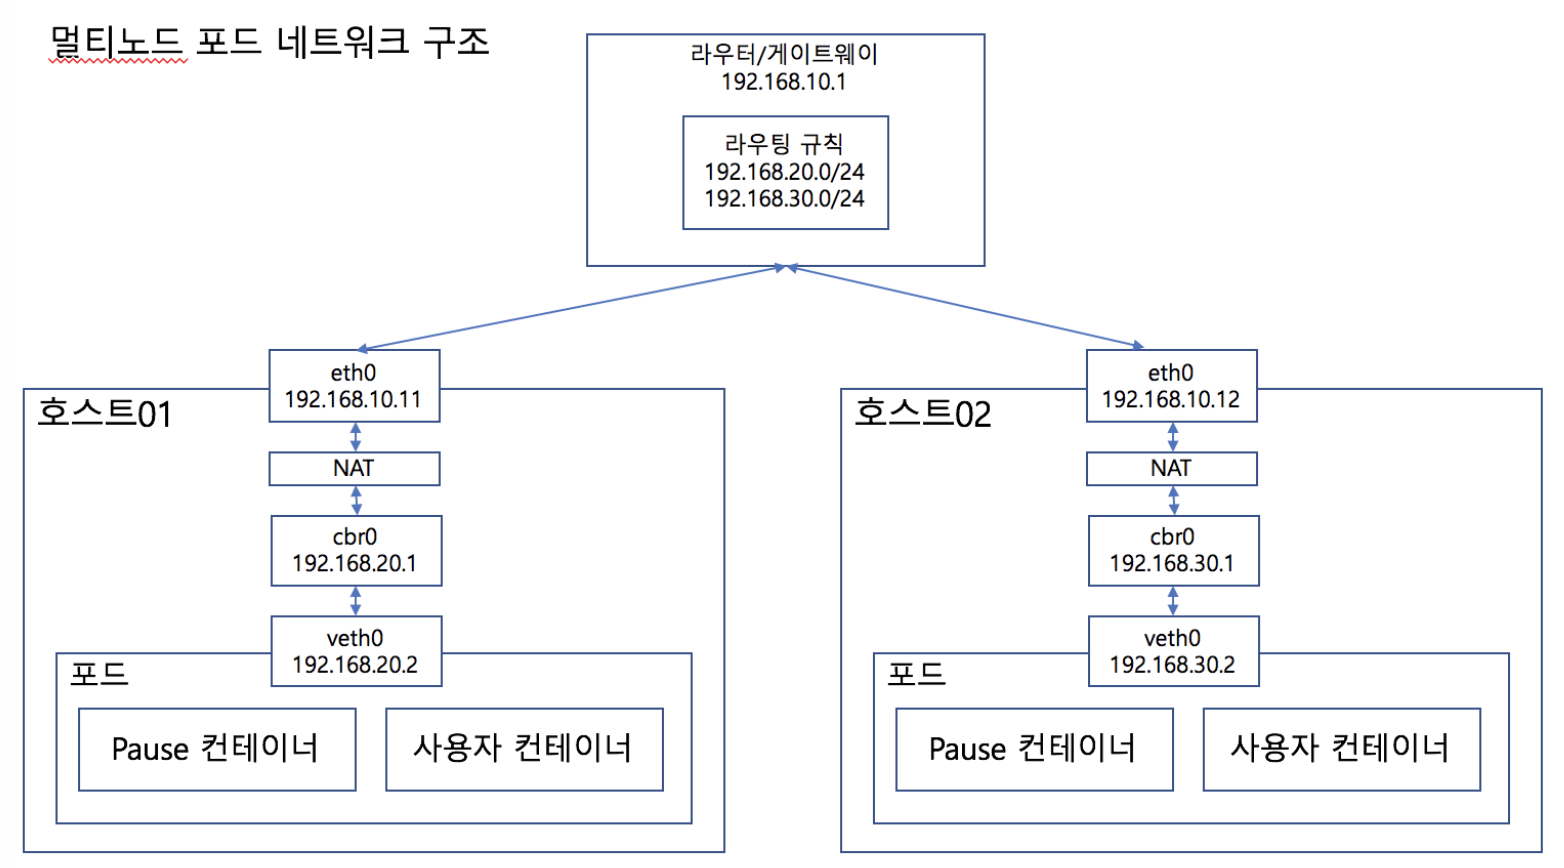 멀티노드 포드 네트워크 구조
라우터/게이트웨이
192.168.10.1
라우팅 규칙
192.168.20.0/24
192.168.30.0/24
호스트01
eth0
192.168.10.11
NAT
cbr0
192.168.20.1
veth0
192.168.20.2
포드
Pause 컨테이너
사용자 컨테이너
호스트02
eth0
192.168.10.12
NAT
cbr0
192.168.30.1
veth0
192.168.30.2
포드
Pause 컨테이너
사용자 컨테이너